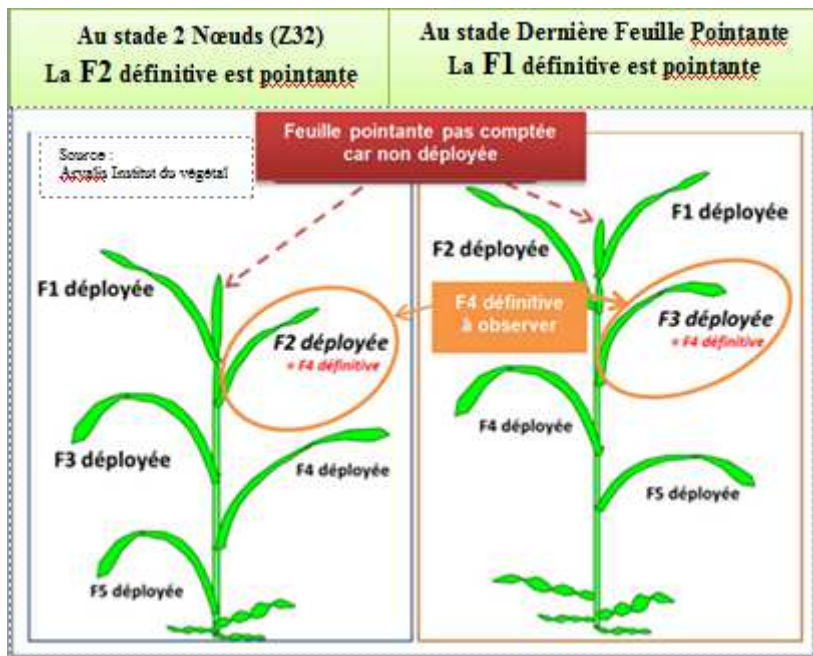 Au stade 2 Nœuds (Z32)
La F2 définitive est pointante
Au stade Dernière Feuille Pointante
La F1 définitive est pointante
Feuille pointante pas comptée
car non déployée
Source :
Arvalis Institut du végétal
F1 déployée
F2 déployée
= F4 définitive
F3 déployée
F4 déployée
F5 déployée
F4 définitive
à observer
F2 déployée
F1 déployée
F3 déployée
= F4 définitive
F4 déployée
F5 déployée